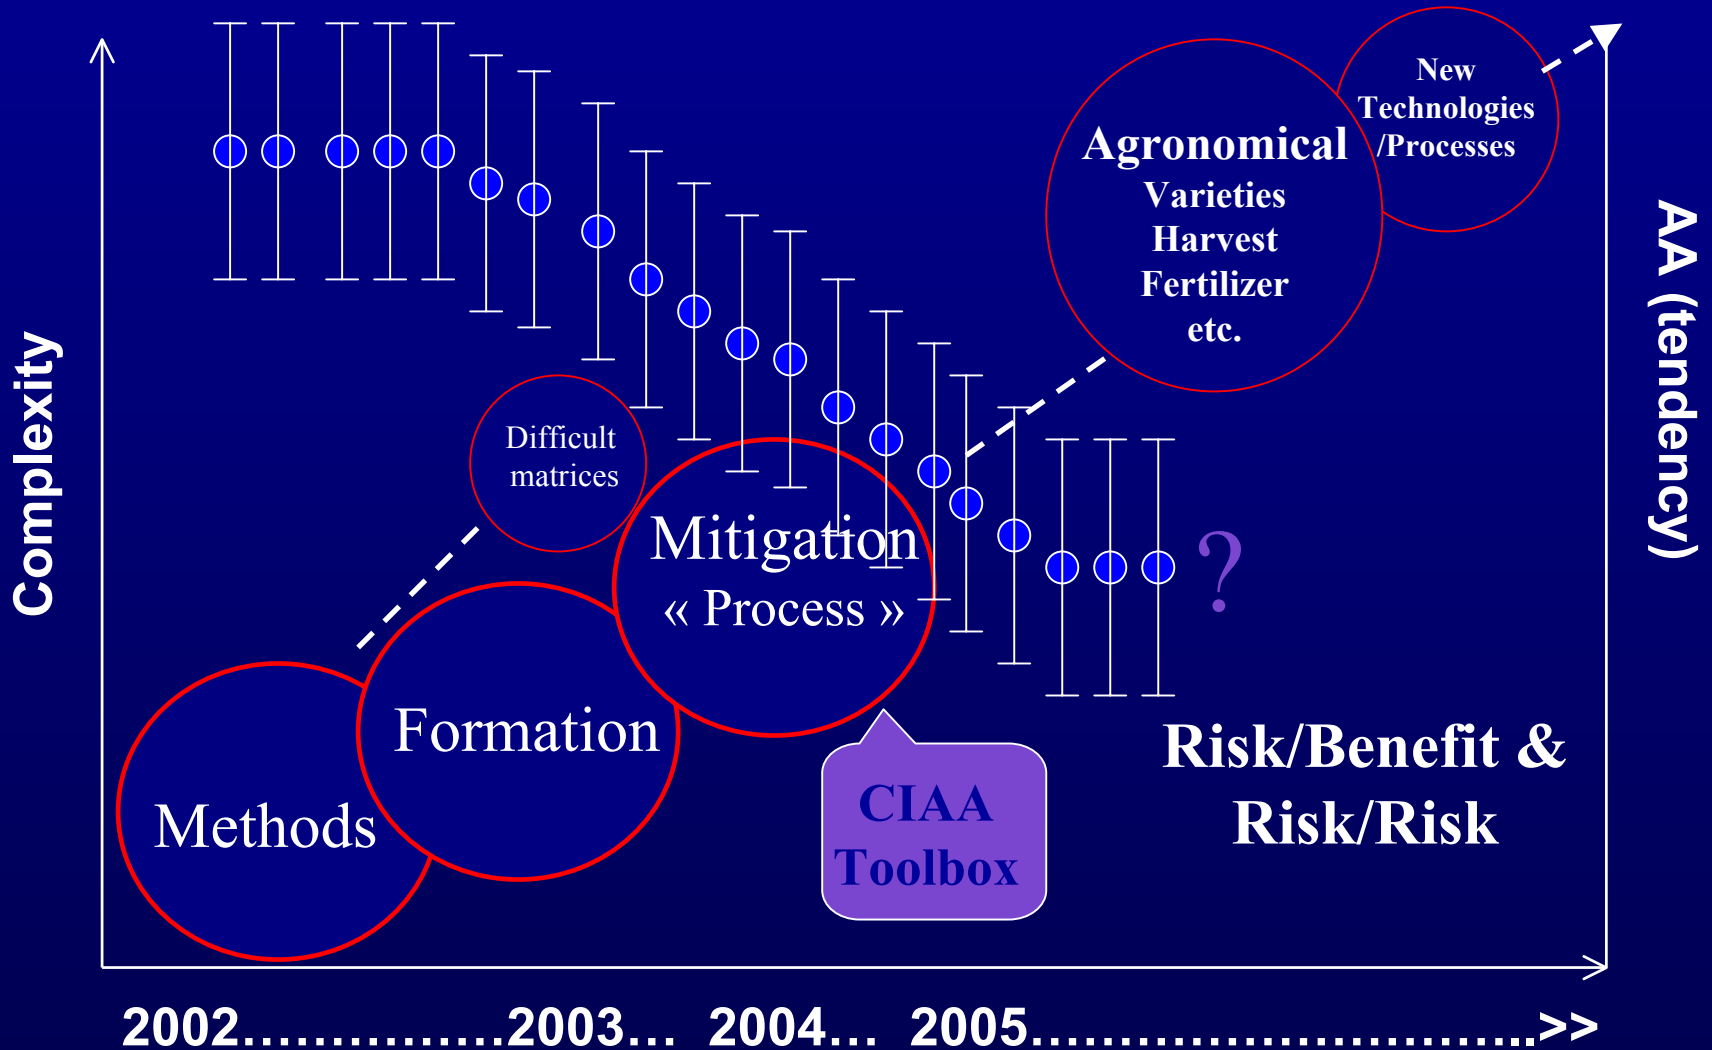 New
Technologies
/Processes
Agronomical
Varieties
Harvest
Fertilizer
etc.
Complexity
AA (tendency)
Difficult
matrices
Mitigation
« Process »
?
Formation
Methods
Risk/Benefit &
Risk/Risk
CIAA
Toolbox
2002……………2003… 2004… 2005………………………..>>